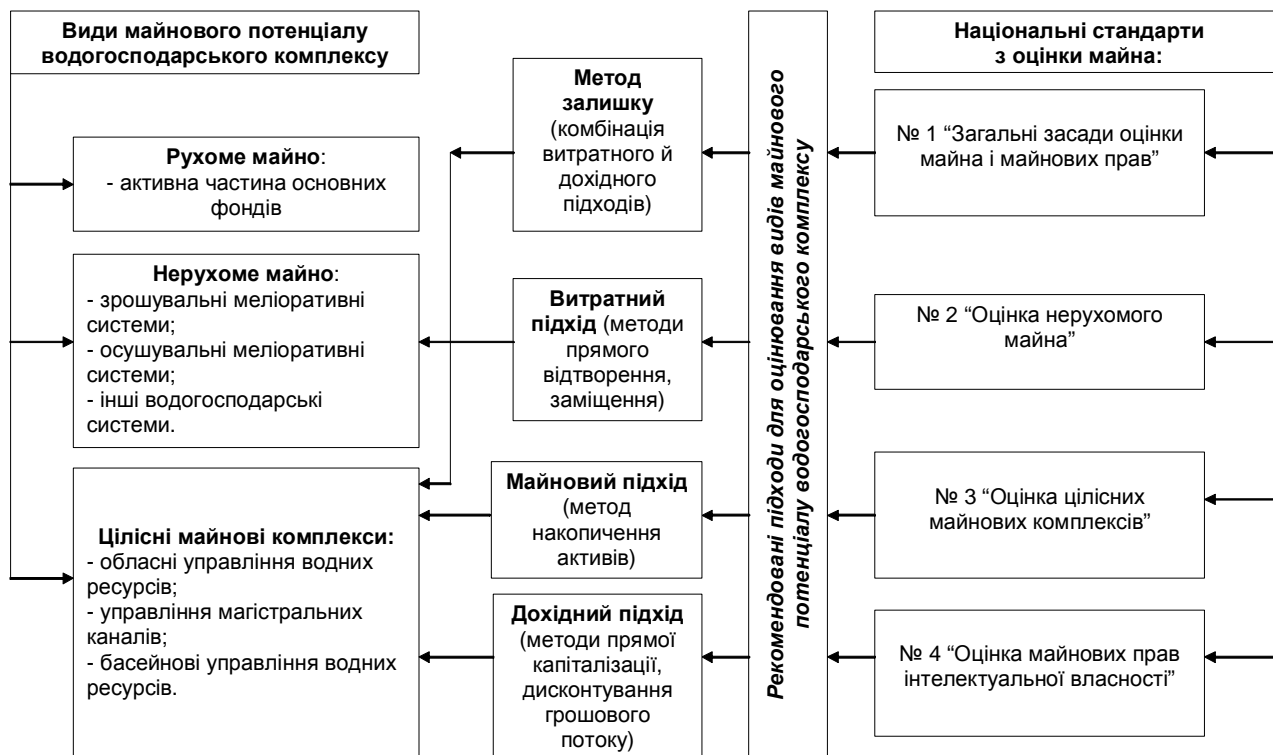 Види майнового потенціалу
водогосподарського комплексу
Рухоме майно:
- активна частина основних
фондів
Нерухоме майно:
- зрошувальні меліоративні
системи;
- осушувальні меліоративні
системи;
- інші водогосподарські
системи.
Цілісні майнові комплекси:
- обласні управління водних
ресурсів;
- управління магістральних
каналів;
- басейнові управління водних
ресурсів.
Метод
залишку
(комбінація
витратного й
дохідного
підходів)
Витратний
підхід (методи
прямого
відтворення,
заміщення)
Майновий підхід
(метод
накопичення
активів)
Дохідний підхід
(методи прямої
капіталізації,
дисконтування
грошового
потоку)
Рекомендовані підходи для оцінювання видів майнового
потенціалу водогосподарського комплексу
Національні стандарти
з оцінки майна:
№ 1 “Загальні засади оцінки
майна і майнових прав”
№ 2 “Оцінка нерухомого
майна”
№ 3 “Оцінка цілісних
майнових комплексів”
№ 4 “Оцінка майнових прав
інтелектуальної власності”